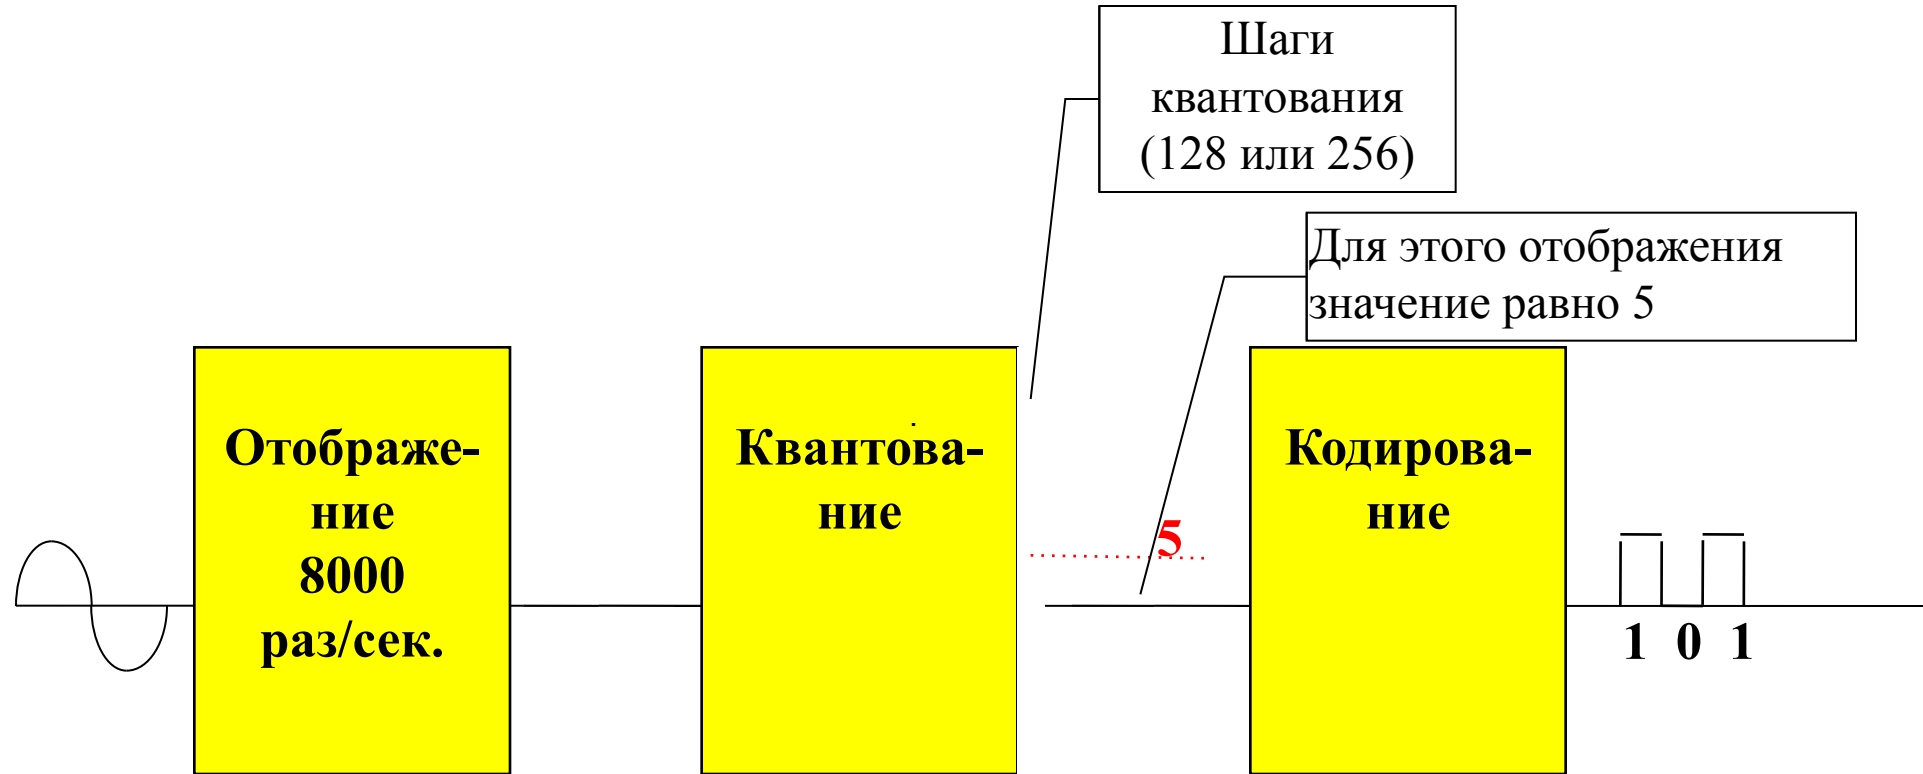 Шаги
квантования
(128 или 256)
Для этого отображения
значение равно 5
Отображе-
ние
8000
раз/сек.
Квантова-
ние
5
Кодирова-
ние
1 0 1